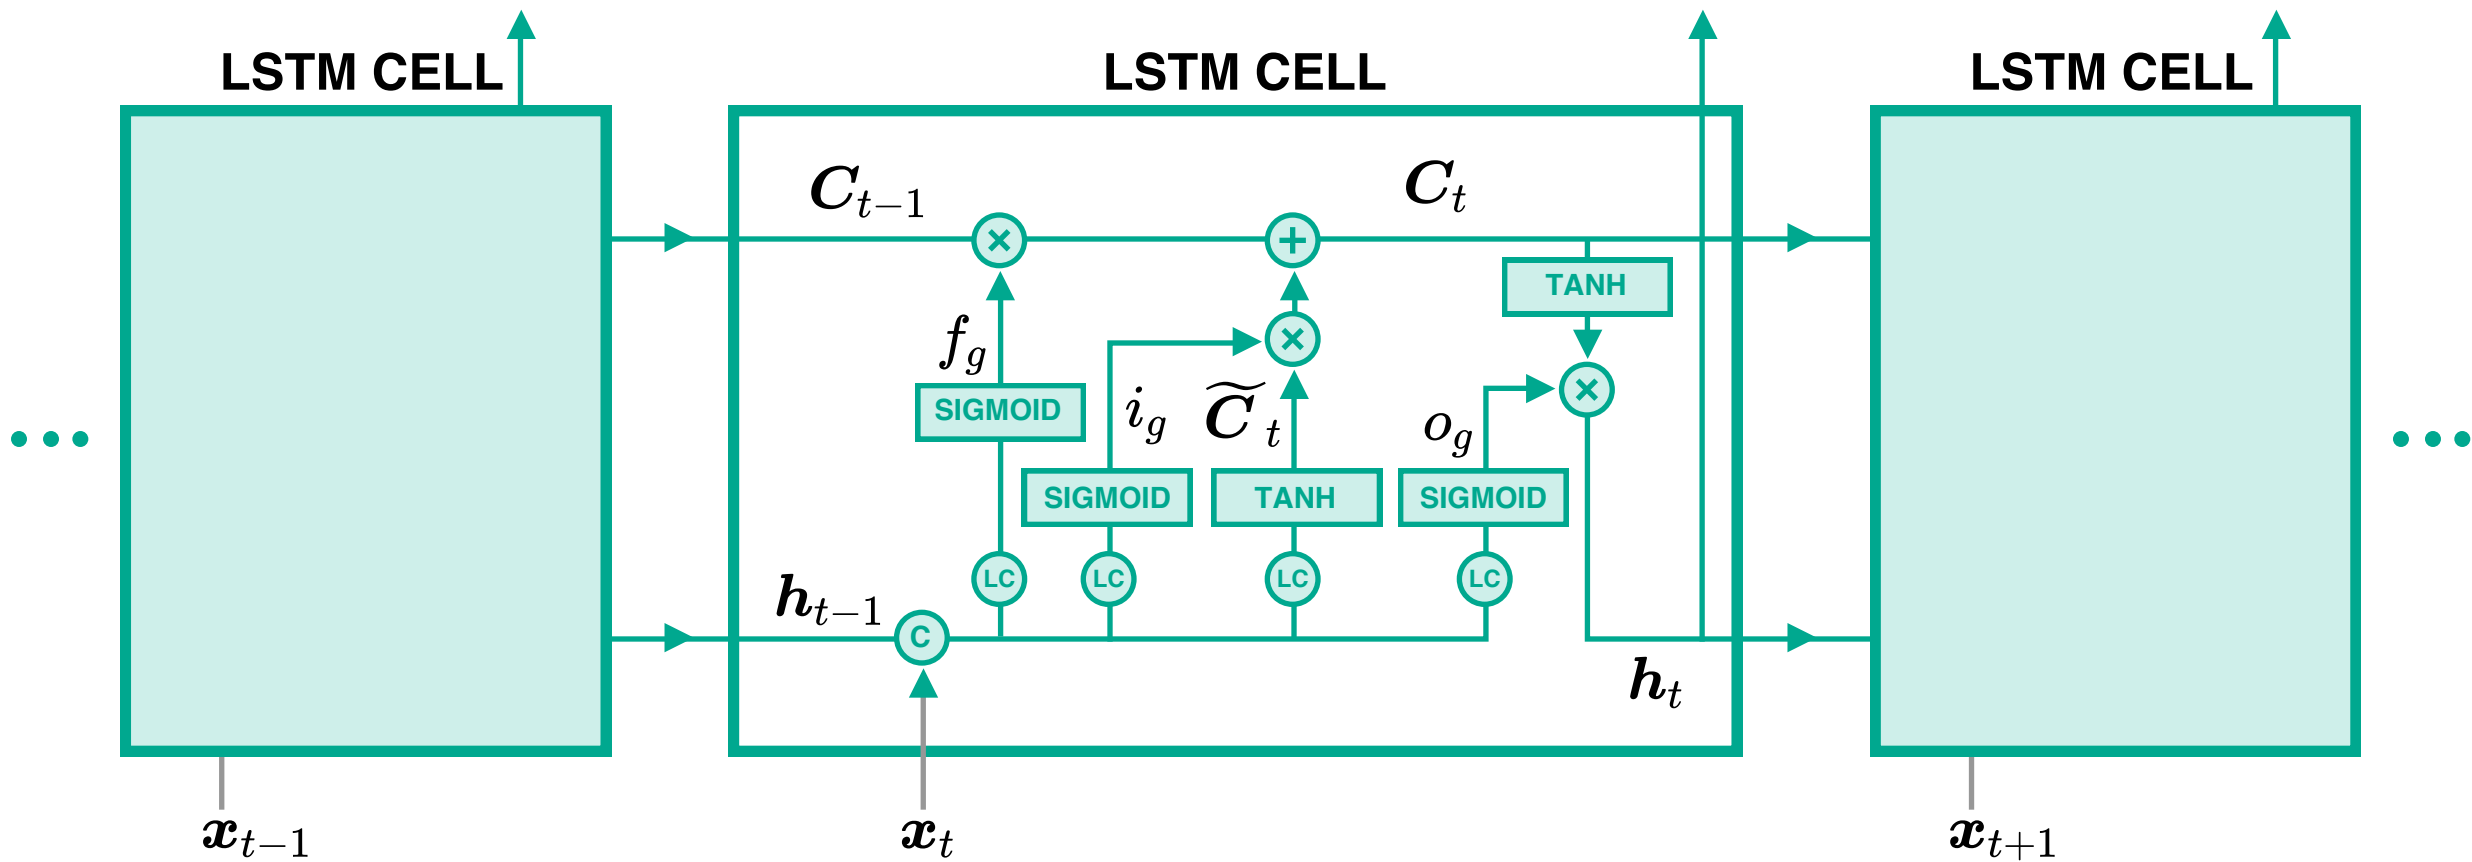 LSTM CELL LSTM CELL LSTM CELL
C_{t-1} C_t
× +
TANH
f_g ×
SIGMOID i_g C̃_t o_g ×
SIGMOID TANH SIGMOID
LC LC LC LC
h_{t-1} C
h_t
x_{t-1} x_t x_{t+1}